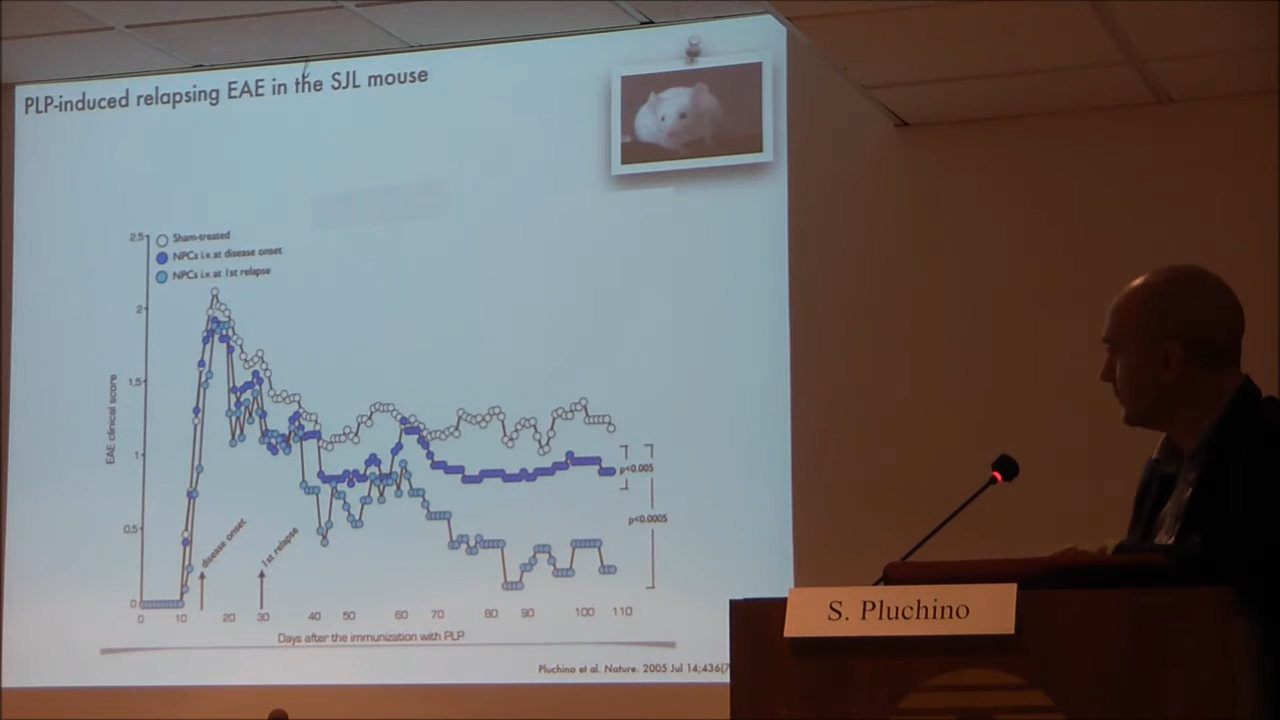 PLP-induced relapsing EAE in the SJL mouse
Sham-treated
NPCs i.v. at disease onset
NPCs i.v. at 1st relapse
EAE clinical score
2.5
2
1.5
1
0.5
0
disease onset
1st relapse
p<0.005
p<0.0005
0 10 20 30 40 50 60 70 80 90 100 110
Days after the immunization with PLP
Pluchino et al. Nature. 2005 Jul 14;436(7
S. Pluchino